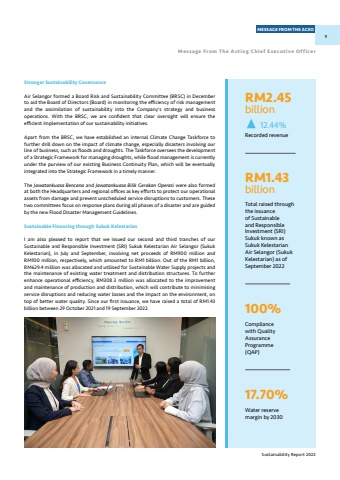 MESSAGE FROM THE ACEO
9
Message From The Acting Chief Executive Officer
Stronger Sustainability Governance
Air Selangor formed a Board Risk and Sustainability Committee (BRSC) in December
to aid the Board of Directors (Board) in monitoring the efficiency of risk management
and the assimilation of sustainability into the Company's strategy and business
operations. With the BRSC, we are confident that clear oversight will ensure the
efficient implementation of our sustainability initiatives.
Apart from the BRSC, we have established an internal Climate Change Taskforce to
further drill down on the impact of climate change, especially disasters involving our
line of business, such as floods and droughts. The Taskforce oversees the development
of a Strategic Framework for managing droughts, while flood management is currently
under the purview of our existing Business Continuity Plan, which will be eventually
integrated into the Strategic Framework in a timely manner.
The Jawatankuasa Bencana and Jawatankuasa Bilik Gerakan Operasi were also formed
at both the Headquarters and regional offices as key efforts to protect our operational
assets from damage and prevent unscheduled service disruptions to customers. These
two committees focus on response plans during all phases of a disaster and are guided
by the new Flood Disaster Management Guidelines.
Sustainable Financing through Sukuk Kelestarian
I am also pleased to report that we issued our second and third tranches of our
Sustainable and Responsible Investment (SRI) Sukuk Kelestarian Air Selangor (Sukuk
Kelestarian), in July and September, involving net proceeds of RM900 million and
RM100 million, respectively, which amounted to RM1 billion. Out of the RM1 billion,
RM629.4 million was allocated and utilised for Sustainable Water Supply projects and
the maintenance of existing water treatment and distribution structures. To further
enhance operational efficiency, RM308.3 million was allocated to the improvement
and maintenance of production and distribution, which will contribute to minimising
service disruptions and reducing water losses and the impact on the environment, on
top of better water quality. Since our first issuance, we have raised a total of RM1.43
billion between 29 October 2021 and 19 September 2022.
RM2.45
billion
12.44%
Recorded revenue
RM1.43
billion
Total raised through
the issuance
of Sustainable
and Responsible
Investment (SRI)
Sukuk known as
Sukuk Kelestarian
Air Selangor (Sukuk
Kelestarian) as of
September 2022
100%
Compliance
with Quality
Assurance
Programme
(QAP)
17.70%
Water reserve
margin by 2030
Sustainability Report 2022